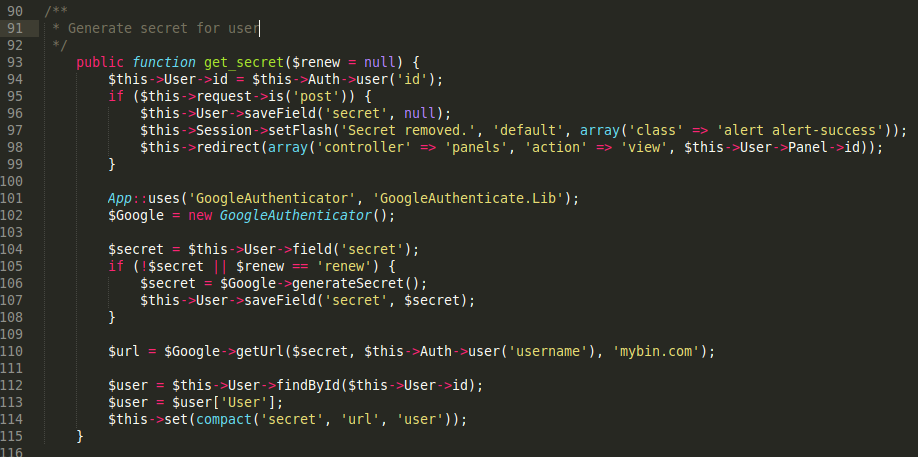 90 /**
91  * Generate secret for user
92  */
93     public function get_secret($renew = null) {
94         $this->User->id = $this->Auth->user('id');
95         if ($this->request->is('post')) {
96             $this->User->saveField('secret', null);
97             $this->Session->setFlash('Secret removed.', 'default', array('class' => 'alert alert-success'));
98             $this->redirect(array('controller' => 'panels', 'action' => 'view', $this->User->Panel->id));
99         }
100
101         App::uses('GoogleAuthenticator', 'GoogleAuthenticate.Lib');
102         $Google = new GoogleAuthenticator();
103
104         $secret = $this->User->field('secret');
105         if (!$secret || $renew == 'renew') {
106             $secret = $Google->generateSecret();
107             $this->User->saveField('secret', $secret);
108         }
109
110         $url = $Google->getUrl($secret, $this->Auth->user('username'), 'mybin.com');
111
112         $user = $this->User->findById($this->User->id);
113         $user = $user['User'];
114         $this->set(compact('secret', 'url', 'user'));
115     }
116